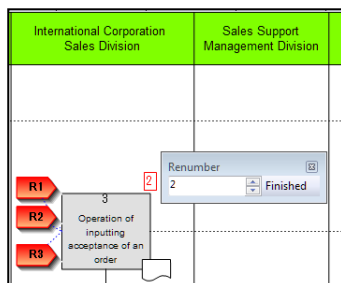 International Corporation
Sales Division
Sales Support
Management Division
Renumber
2
2
Finished
R1
R2
R3
3
Operation of
inputting
acceptance of an
order